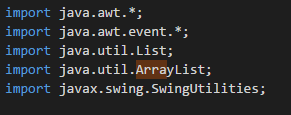 import java.awt.*;
import java.awt.event.*;
import java.util.List;
import java.util.ArrayList;
import javax.swing.SwingUtilities;